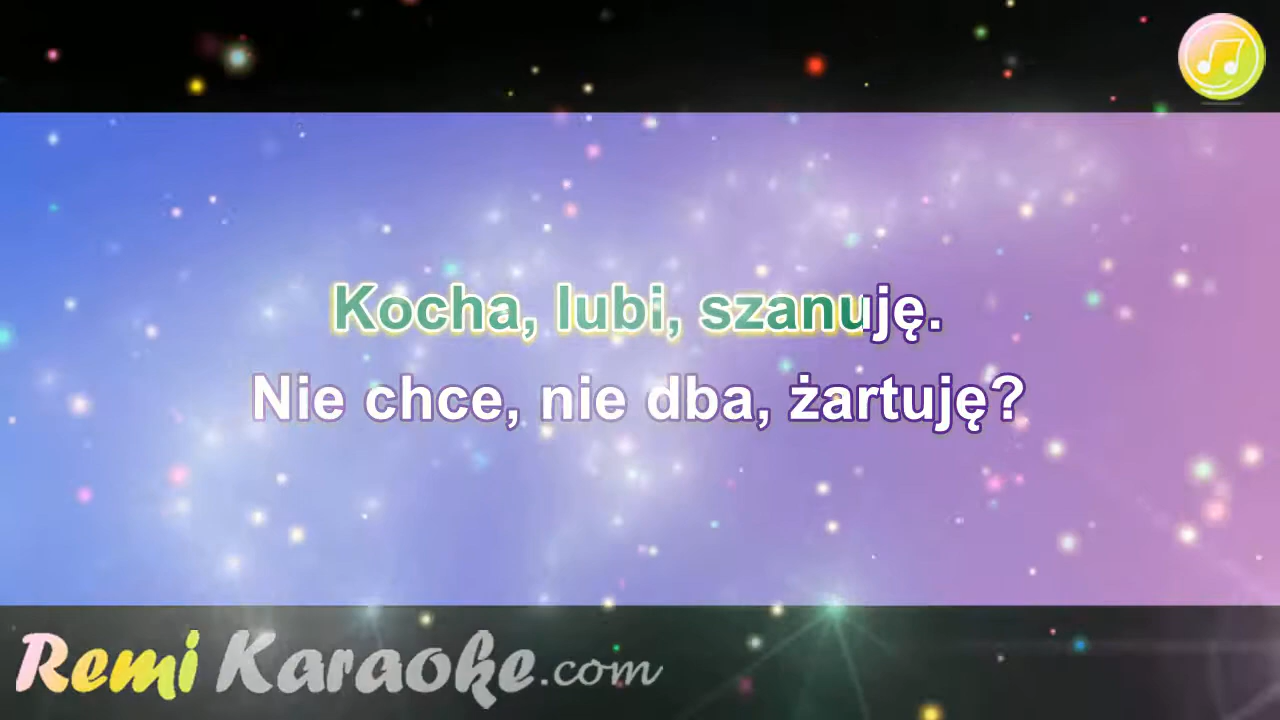 Kocha, lubi, szanuję.
Nie chce, nie dba, żartuję?
Remi Karaoke.com